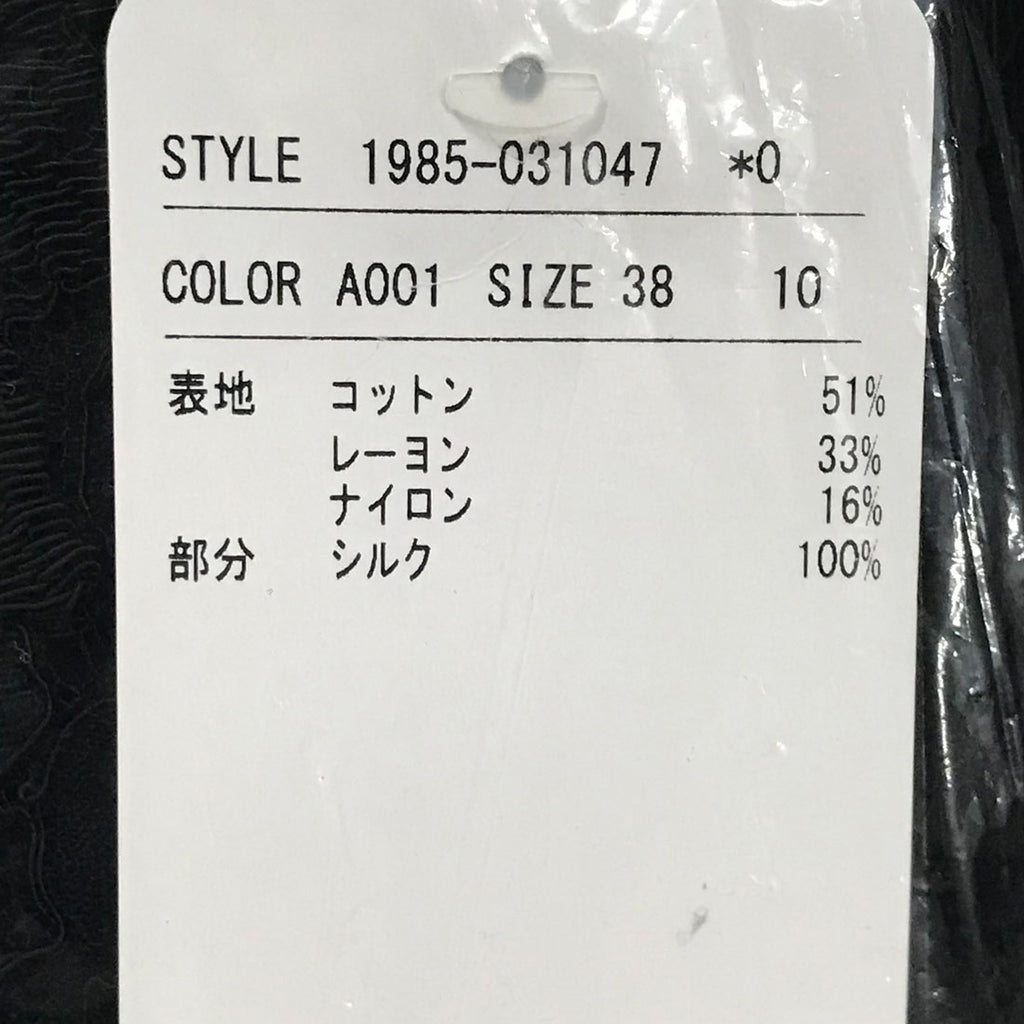 STYLE 1985-031047 *0
COLOR A001 SIZE 38 10
表地 コットン 51%
レーヨン 33%
ナイロン 16%
部分 シルク 100%